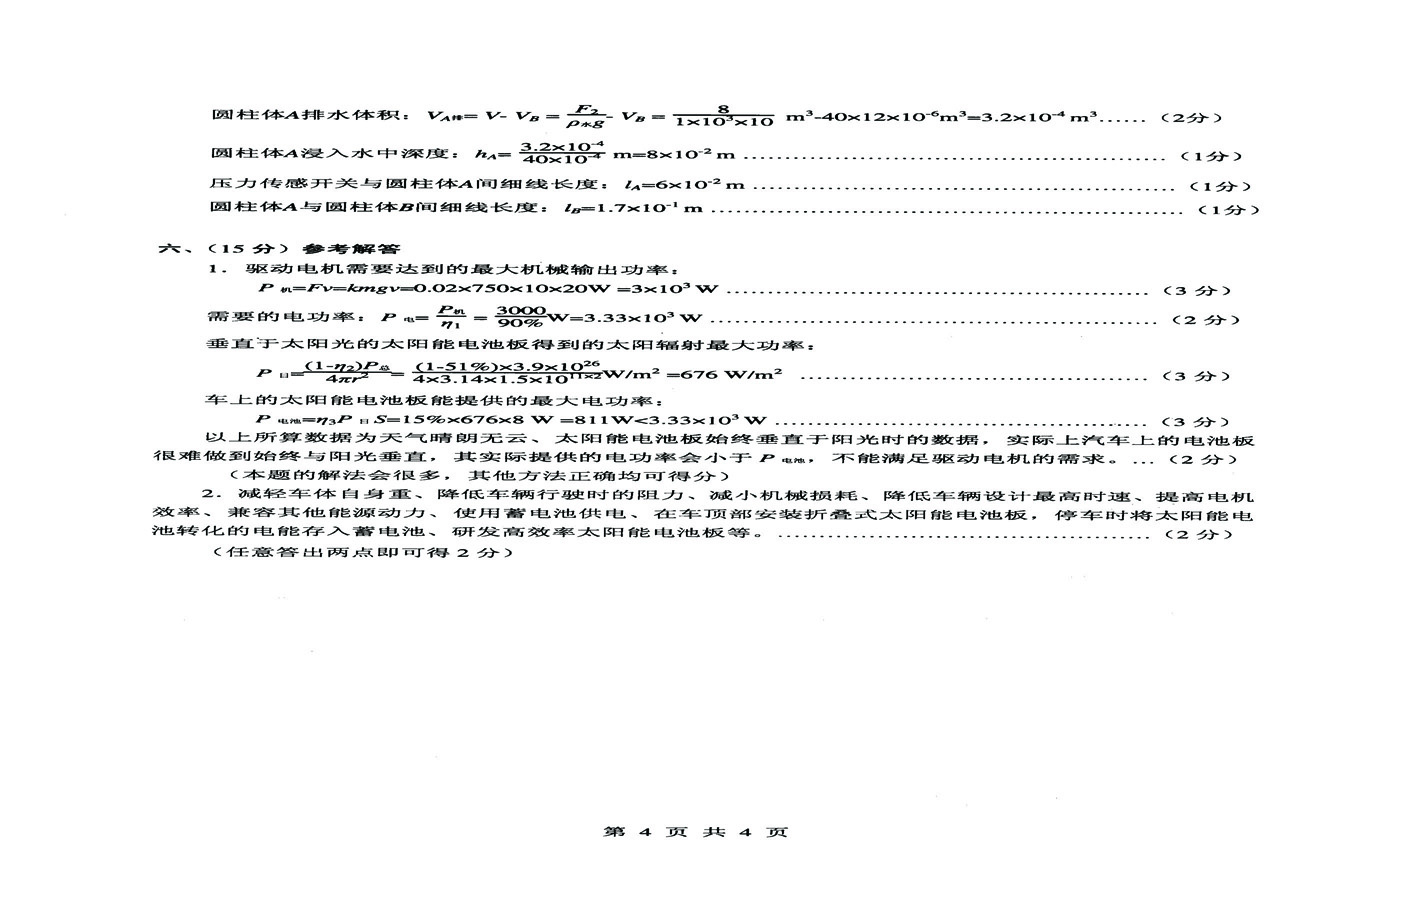 圆柱体A排水体积：VA排= V- VB = F2/ρ水g - VB = 8/1×10³×10 m³-40×12×10⁻⁶m³=3.2×10⁻⁴ m³......（2分）
圆柱体A浸入水中深度：hA= 3.2×10⁻⁴/40×10⁻⁴ m=8×10⁻² m ......（1分）
压力传感开关与圆柱体A间细线长度：lA=6×10⁻² m ......（1分）
圆柱体A与圆柱体B间细线长度：lB=1.7×10⁻¹ m ......（1分）
六、（15 分）参考解答
1．驱动电机需要达到的最大机械输出功率：
P 机=Fv=kmgv=0.02×750×10×20W =3×10³ W ......（3 分）
需要的电功率：P 电= P机/η1 = 3000/90% W=3.33×10³ W ......（2 分）
垂直于太阳光的太阳能电池板得到的太阳辐射最大功率：
P 日= (1-η2)P总/4πr² = (1-51%)×3.9×10²⁶/4×3.14×1.5×10¹¹ˣ² W/m² =676 W/m² ......（3 分）
车上的太阳能电池板能提供的最大电功率：
P 电池=η3P 日 S=15%×676×8 W =811W<3.33×10³ W ......（3 分）
以上所算数据为天气晴朗无云、太阳能电池板始终垂直于阳光时的数据，实际上汽车上的电池板
很难做到始终与阳光垂直，其实际提供的电功率会小于 P 电池，不能满足驱动电机的需求。...（2 分）
（本题的解法会很多，其他方法正确均可得分）
2．减轻车体自身重、降低车辆行驶时的阻力、减小机械损耗、降低车辆设计最高时速、提高电机
效率、兼容其他能源动力、使用蓄电池供电、在车顶部安装折叠式太阳能电池板，停车时将太阳能电
池转化的电能存入蓄电池、研发高效率太阳能电池板等。......（2 分）
（任意答出两点即可得 2 分）
第 4 页 共 4 页